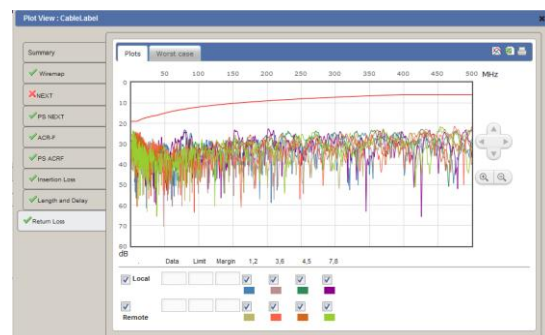 Plot View : CableLabel
Summary
Wiremap
NEXT
PS NEXT
ACR-F
PS ACRF
Insertion Loss
Length and Delay
Return Loss
Plots Worst case
50 100 150 200 250 300 350 400 450 500 MHz
0
10
20
30
40
50
60
70
80
dB
Data Limit Margin 1,2 3,6 4,5 7,8
Local
Remote